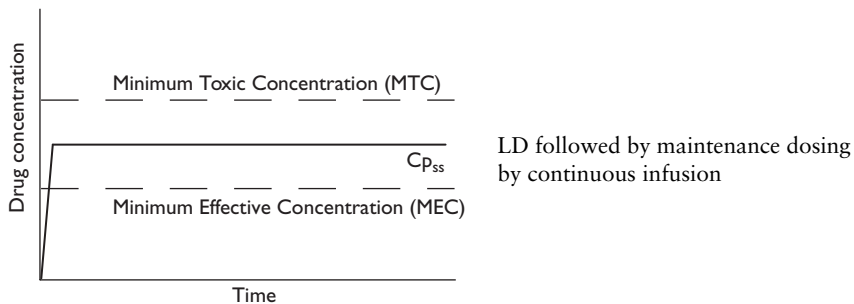 Drug concentration
Minimum Toxic Concentration (MTC)
Cpss
Minimum Effective Concentration (MEC)
Time
LD followed by maintenance dosing
by continuous infusion